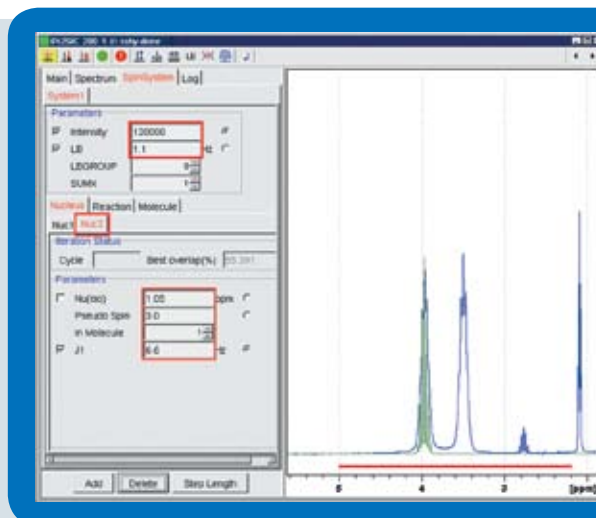 Main Spectrum SpinSystem Log
System1
Parameters
Intensity 120000
LB 1.1 Hz
LBGROUP 0
SUMX 1
Nucleus Reaction Molecule
Nuc1 Nuc2
Iteration Status
Cycle Best overlap(%)
Parameters
Nu(iso) 1.05 ppm
Pseudo Spin 3.0
In Molecule 1
J1 6.6 Hz
Add Delete Step Length
5 4 3 [ppm]